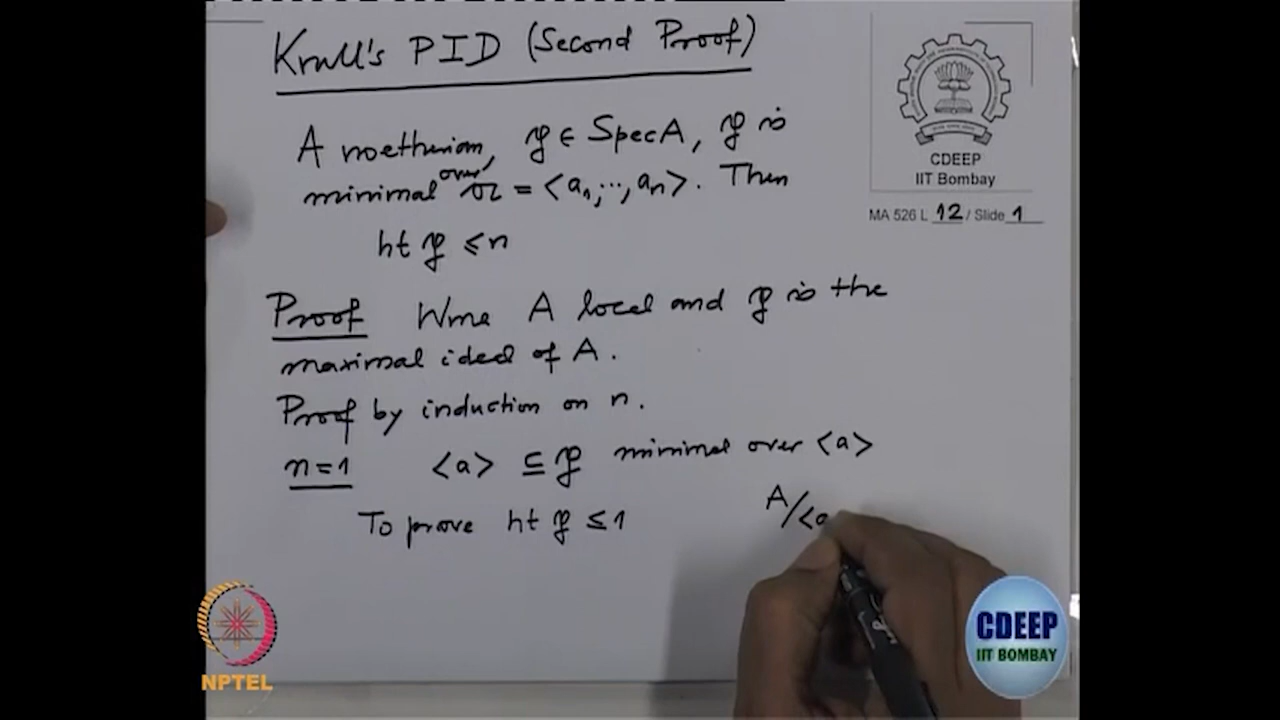 Krull's PID (Second Proof)
A noetherian, 𝔭 ∈ Spec A, 𝔭 is
minimal over 𝔞 = <a₁, ..., aₙ>. Then
ht 𝔭 ≤ n
Proof Wma A local and 𝔭 is the
maximal ideal of A.
Proof by induction on n.
n=1 <a> ⊆ 𝔭 minimal over <a>
To prove ht 𝔭 ≤ 1 A/<a
CDEEP
IIT Bombay
MA 526 L 12 / Slide 1
NPTEL
CDEEP
IIT BOMBAY